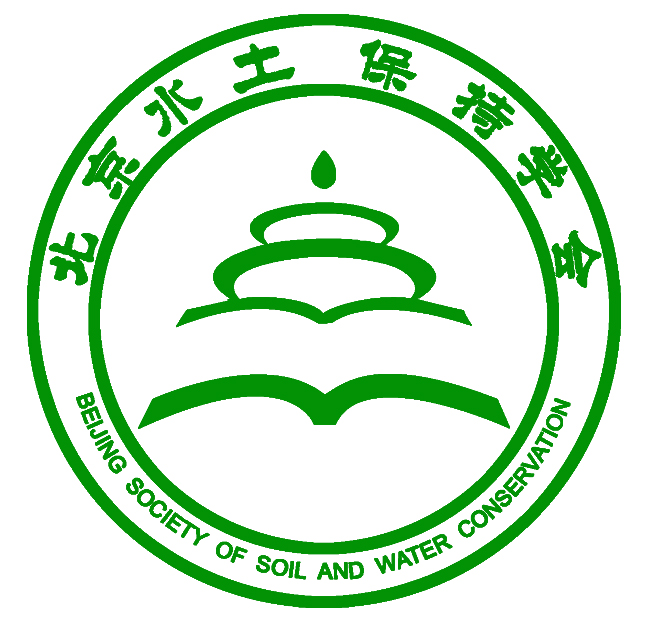 北京水土保持学会
BEIJING SOCIETY OF SOIL AND WATER CONSERVATION